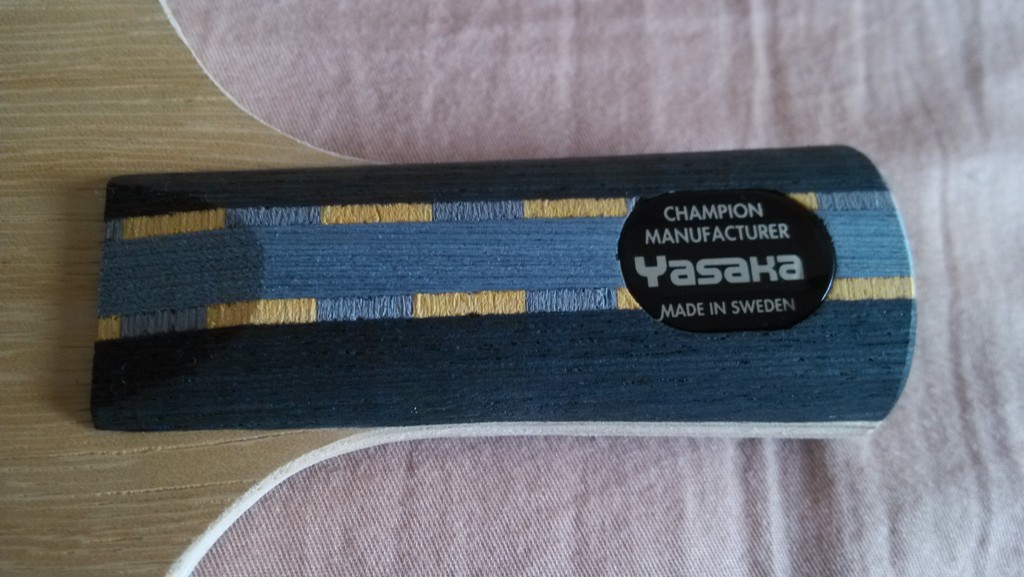 CHAMPION
MANUFACTURER
Yasaka
MADE IN SWEDEN